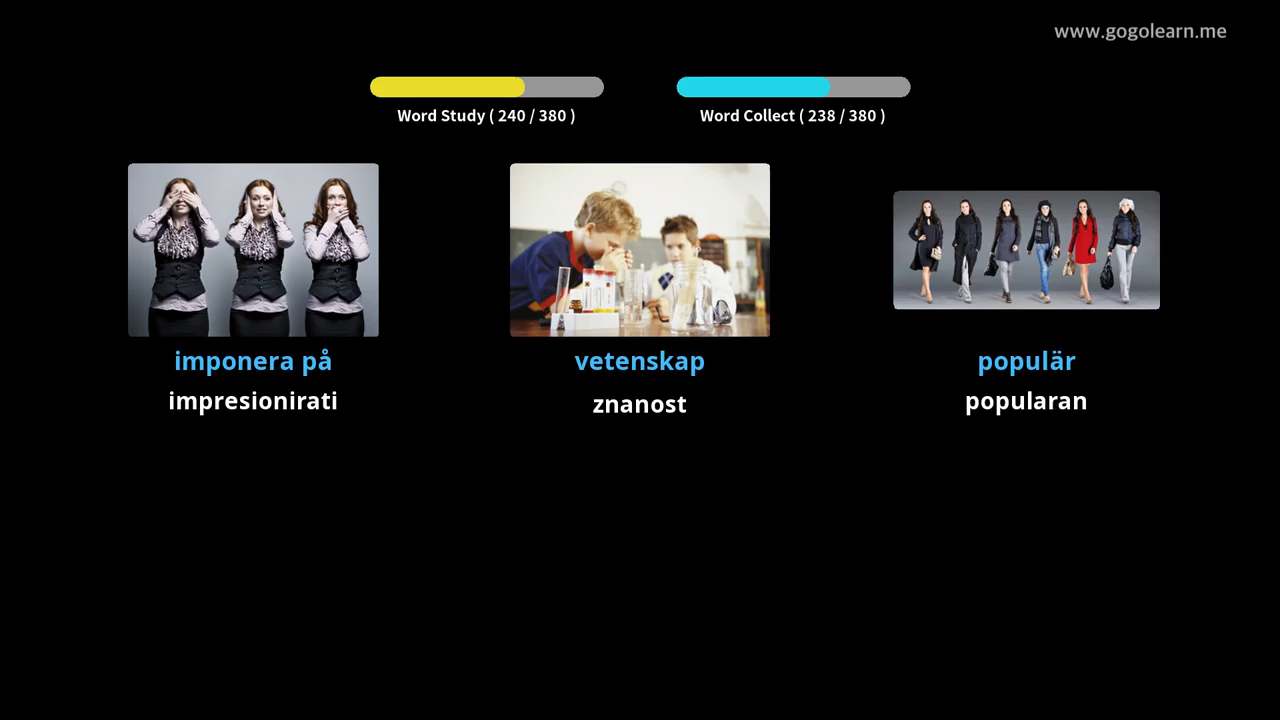 www.gogolearn.me
Word Study ( 240 / 380 )
Word Collect ( 238 / 380 )
imponera på
impresionirati
vetenskap
znanost
populär
popularan